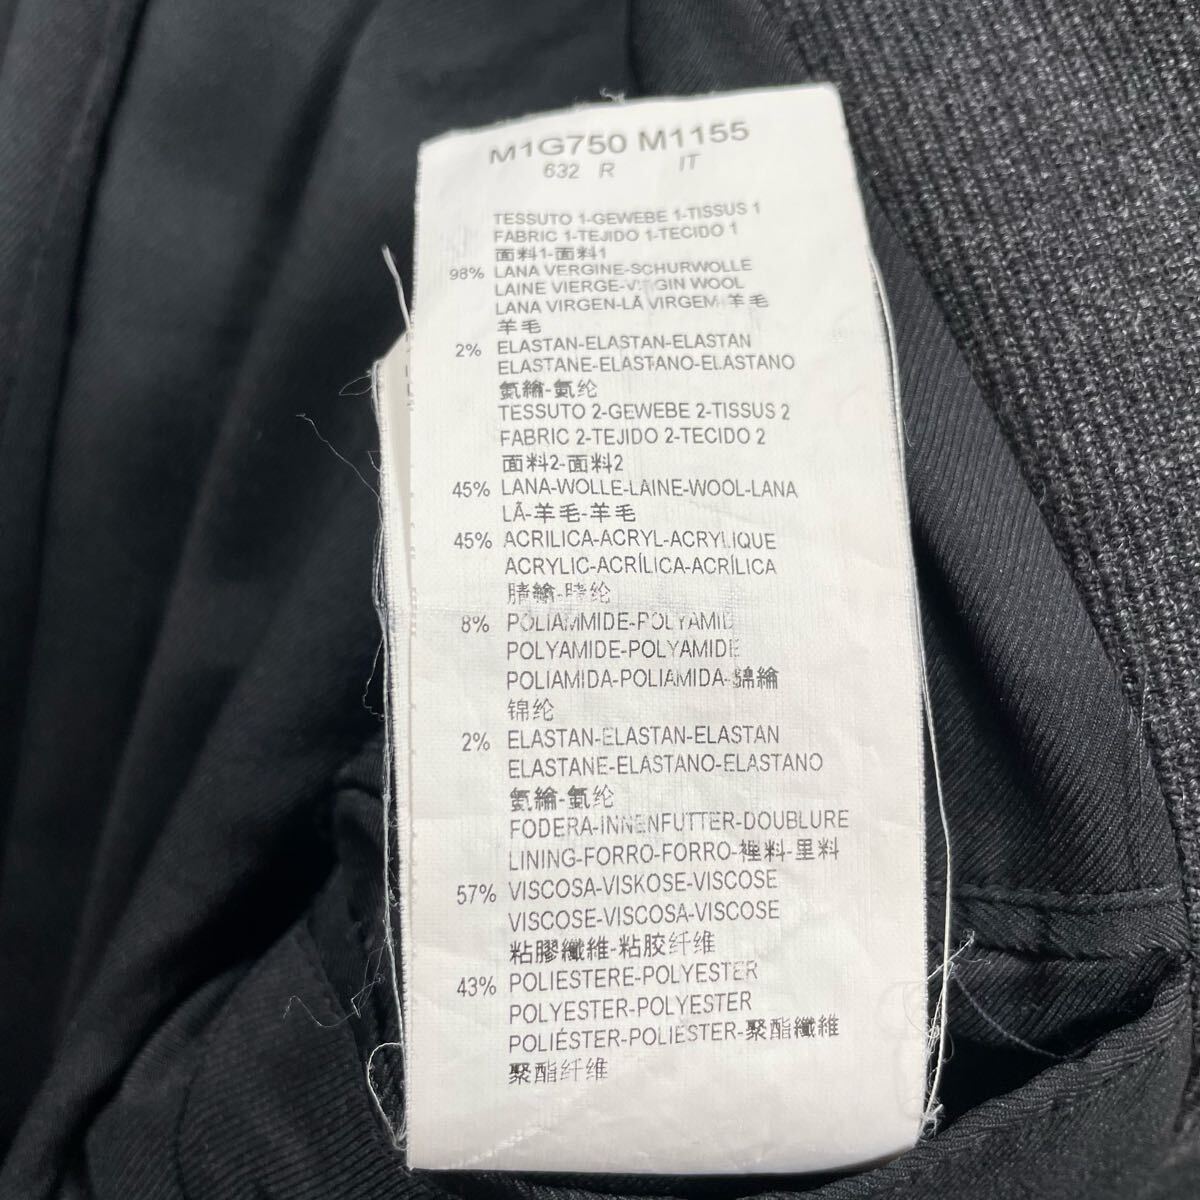 M1G750 M1155
632 R IT
TESSUTO 1-GEWEBE 1-TISSUS 1
FABRIC 1-TEJIDO 1-TECIDO 1
面料1-面料1
98% LANA VERGINE-SCHURWOLLE
LAINE VIERGE-VIRGIN WOOL
LANA VIRGEN-LÃ VIRGEM-羊毛
羊毛
2% ELASTAN-ELASTAN-ELASTAN
ELASTANE-ELASTANO-ELASTANO
氨綸-氨纶
TESSUTO 2-GEWEBE 2-TISSUS 2
FABRIC 2-TEJIDO 2-TECIDO 2
面料2-面料2
45% LANA-WOLLE-LAINE-WOOL-LANA
LÃ-羊毛-羊毛
45% ACRILICA-ACRYL-ACRYLIQUE
ACRYLIC-ACRÍLICA-ACRÍLICA
腈綸-腈纶
8% POLIAMMIDE-POLYAMID
POLYAMIDE-POLYAMIDE
POLIAMIDA-POLIAMIDA-錦綸
锦纶
2% ELASTAN-ELASTAN-ELASTAN
ELASTANE-ELASTANO-ELASTANO
氨綸-氨纶
FODERA-INNENFUTTER-DOUBLURE
LINING-FORRO-FORRO-裡料-里料
57% VISCOSA-VISKOSE-VISCOSE
VISCOSE-VISCOSA-VISCOSE
粘膠纖維-粘胶纤维
43% POLIESTERE-POLYESTER
POLYESTER-POLYESTER
POLIÉSTER-POLIÉSTER-聚酯纖維
聚酯纤维